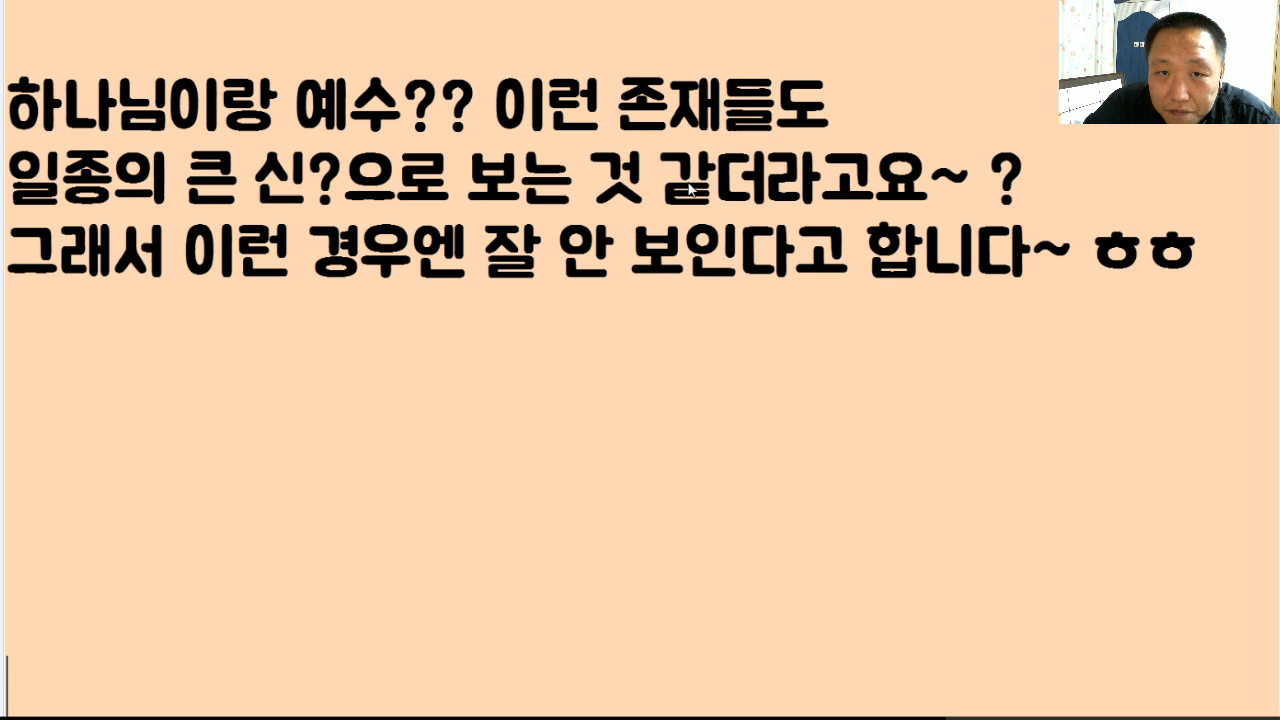 하나님이랑 예수?? 이런 존재들도
일종의 큰 신?으로 보는 것 같더라고요~ ?
그래서 이런 경우엔 잘 안 보인다고 합니다~ ㅎㅎ